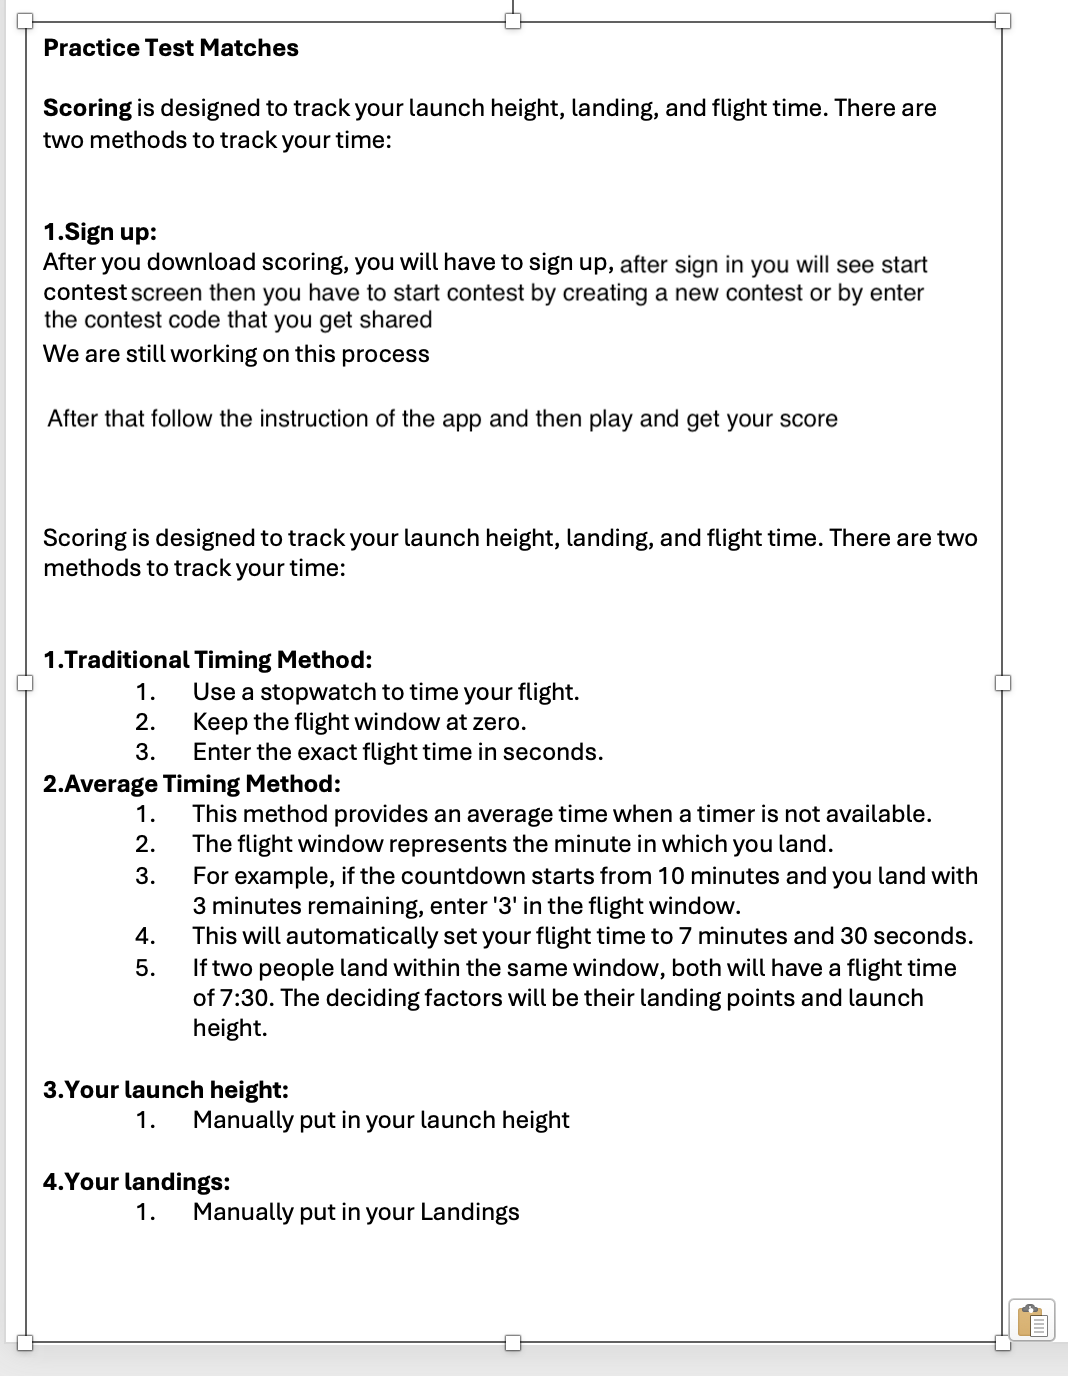 Practice Test Matches
Scoring is designed to track your launch height, landing, and flight time. There are
two methods to track your time:
1.Sign up:
After you download scoring, you will have to sign up, after sign in you will see start
contest screen then you have to start contest by creating a new contest or by enter
the contest code that you get shared
We are still working on this process
After that follow the instruction of the app and then play and get your score
Scoring is designed to track your launch height, landing, and flight time. There are two
methods to track your time:
1.Traditional Timing Method:
1. Use a stopwatch to time your flight.
2. Keep the flight window at zero.
3. Enter the exact flight time in seconds.
2.Average Timing Method:
1. This method provides an average time when a timer is not available.
2. The flight window represents the minute in which you land.
3. For example, if the countdown starts from 10 minutes and you land with
3 minutes remaining, enter '3' in the flight window.
4. This will automatically set your flight time to 7 minutes and 30 seconds.
5. If two people land within the same window, both will have a flight time
of 7:30. The deciding factors will be their landing points and launch
height.
3.Your launch height:
1. Manually put in your launch height
4.Your landings:
1. Manually put in your Landings